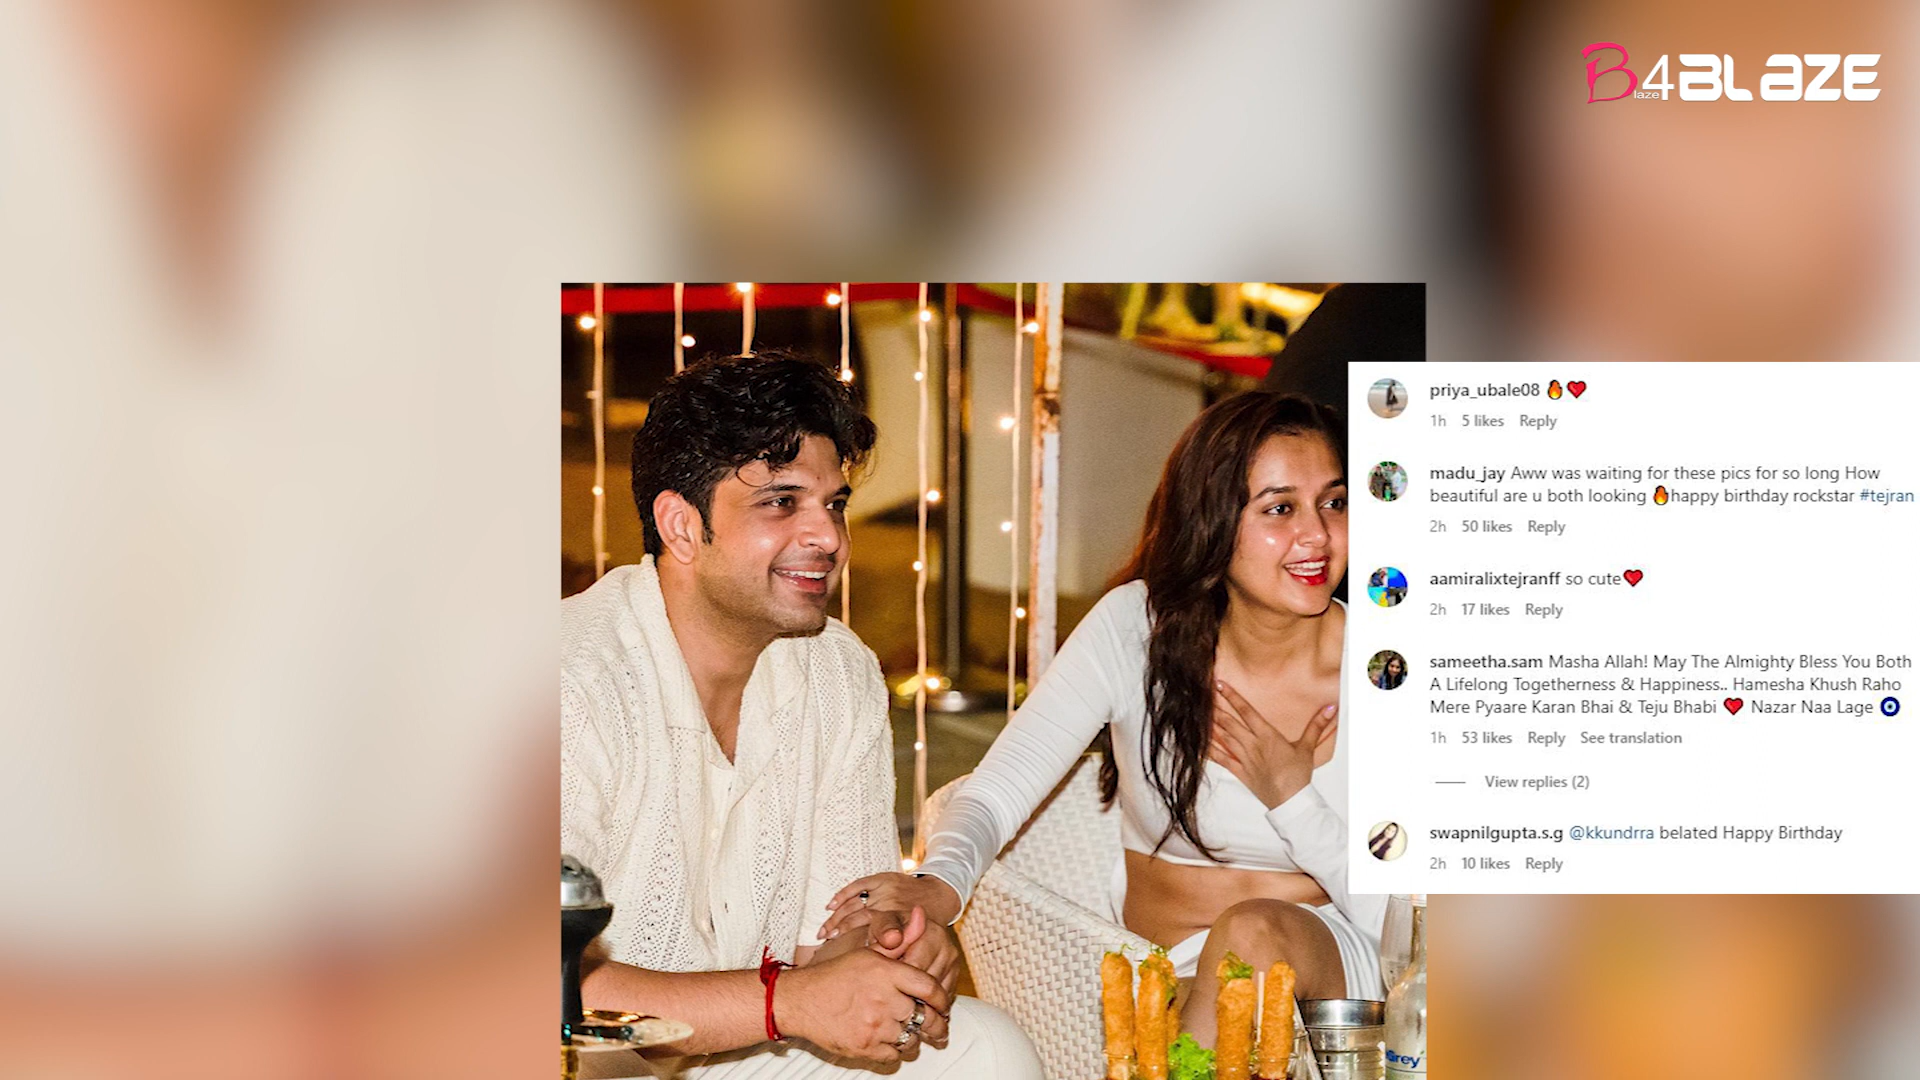 B4BLAZE
laze
priya_ubale08 🔥❤️
1h 5 likes Reply
madu_jay Aww was waiting for these pics for so long How
beautiful are u both looking 🔥happy birthday rockstar #tejran
2h 50 likes Reply
aamiralixtejranff so cute❤️
2h 17 likes Reply
sameetha.sam Masha Allah! May The Almighty Bless You Both
A Lifelong Togetherness & Happiness.. Hamesha Khush Raho
Mere Pyaare Karan Bhai & Teju Bhabi ❤️ Nazar Naa Lage 🧿
1h 53 likes Reply See translation
View replies (2)
swapnilgupta.s.g @kkundrra belated Happy Birthday
2h 10 likes Reply
Grey